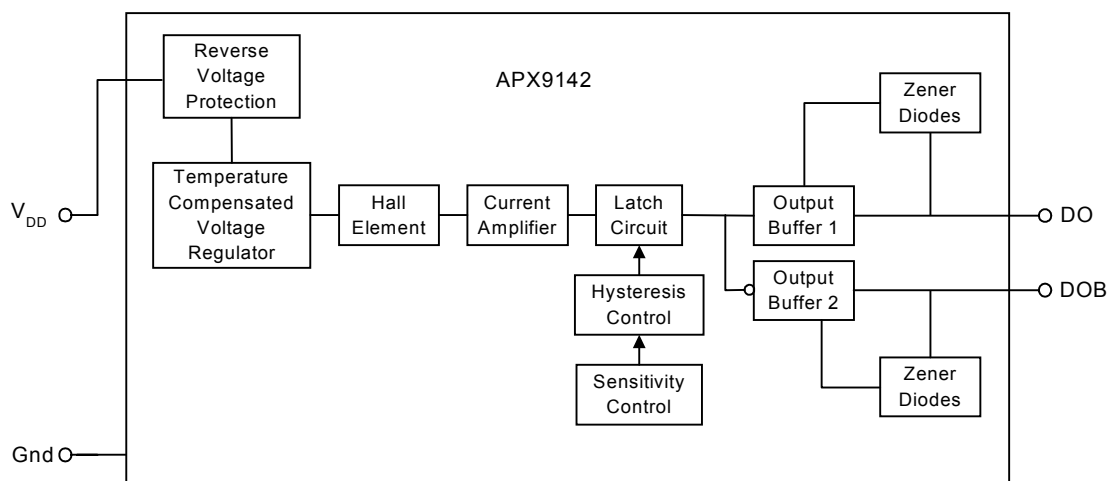 Reverse
Voltage
Protection
APX9142
Zener
Diodes
V_DD
Temperature
Compensated
Voltage
Regulator
Hall
Element
Current
Amplifier
Latch
Circuit
Output
Buffer 1
DO
Hysteresis
Control
Output
Buffer 2
DOB
Sensitivity
Control
Zener
Diodes
Gnd